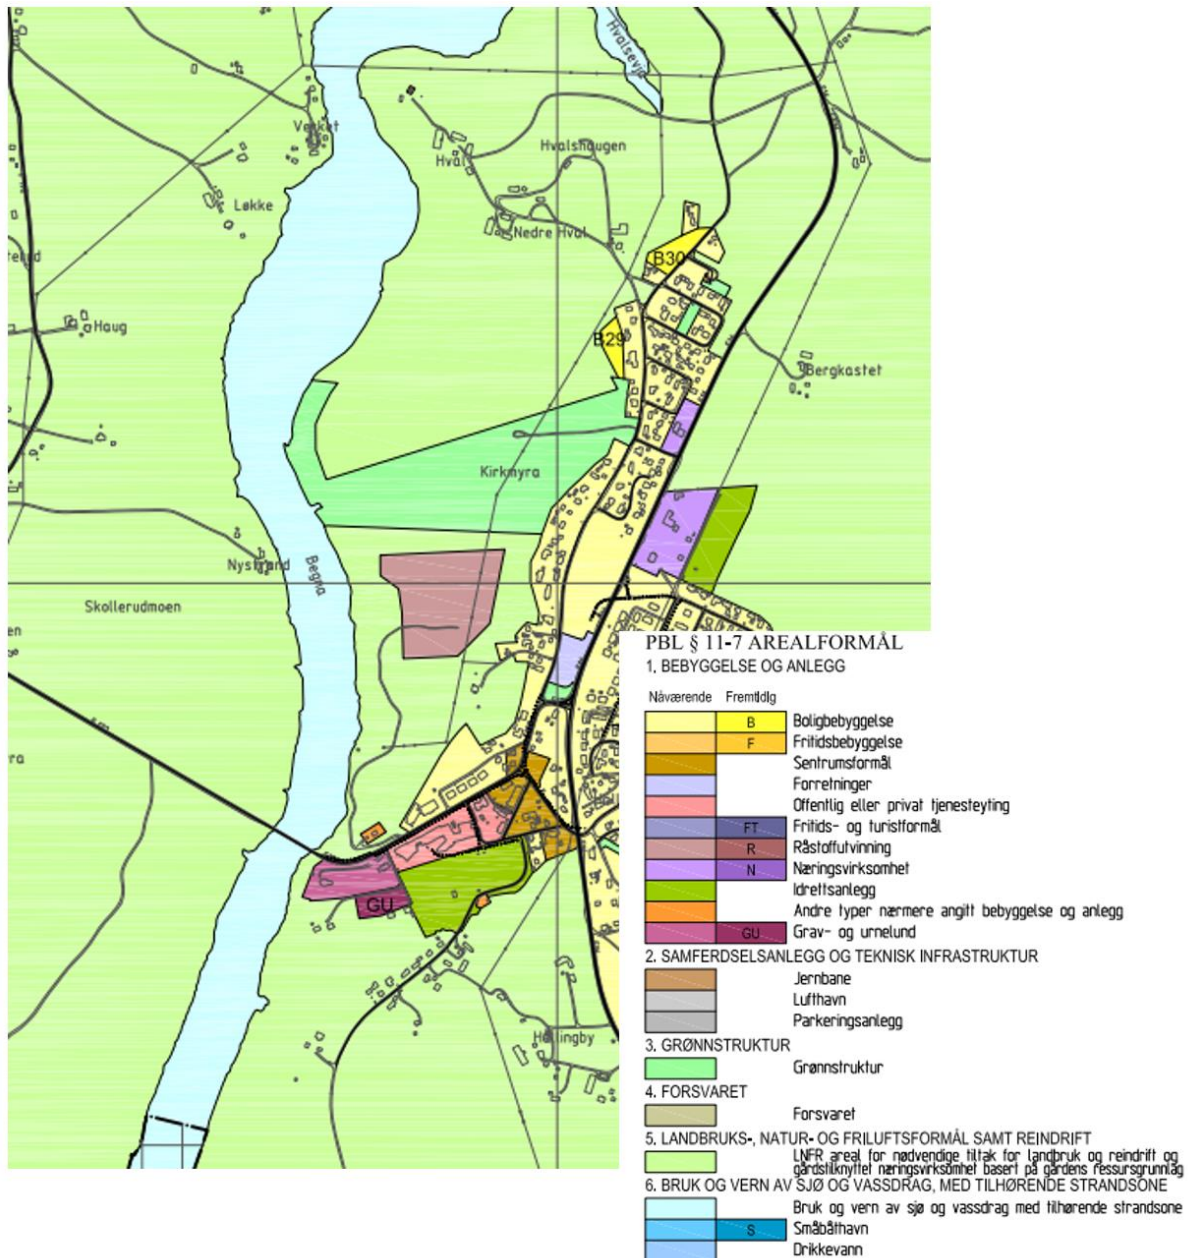 Hvalsevja
Verket
Hval
Hvalshaugen
Løkke
Nedre Hval
B30
Haug
B29
Bergkastet
Kirkmyra
Nystrand
Begna
Skollerudmoen
en
ra
GU
Hallingby
PBL § 11-7 AREALFORMÅL
1. BEBYGGELSE OG ANLEGG
Nåværende Fremtidig
B Boligbebyggelse
F Fritidsbebyggelse
Sentrumsformål
Forretninger
Offentlig eller privat tjenesteyting
FT Fritids- og turistformål
R Råstoffutvinning
N Næringsvirksomhet
Idrettsanlegg
Andre typer nærmere angitt bebyggelse og anlegg
GU Grav- og urnelund
2. SAMFERDSELSANLEGG OG TEKNISK INFRASTRUKTUR
Jernbane
Lufthavn
Parkeringsanlegg
3. GRØNNSTRUKTUR
Grønnstruktur
4. FORSVARET
Forsvaret
5. LANDBRUKS-, NATUR- OG FRILUFTSFORMÅL SAMT REINDRIFT
LNFR areal for nødvendige tiltak for landbruk og reindrift og
gårdstilknyttet næringsvirksomhet basert på gårdens ressursgrunnlag
6. BRUK OG VERN AV SJØ OG VASSDRAG, MED TILHØRENDE STRANDSONE
Bruk og vern av sjø og vassdrag med tilhørende strandsone
S Småbåthavn
Drikkevann